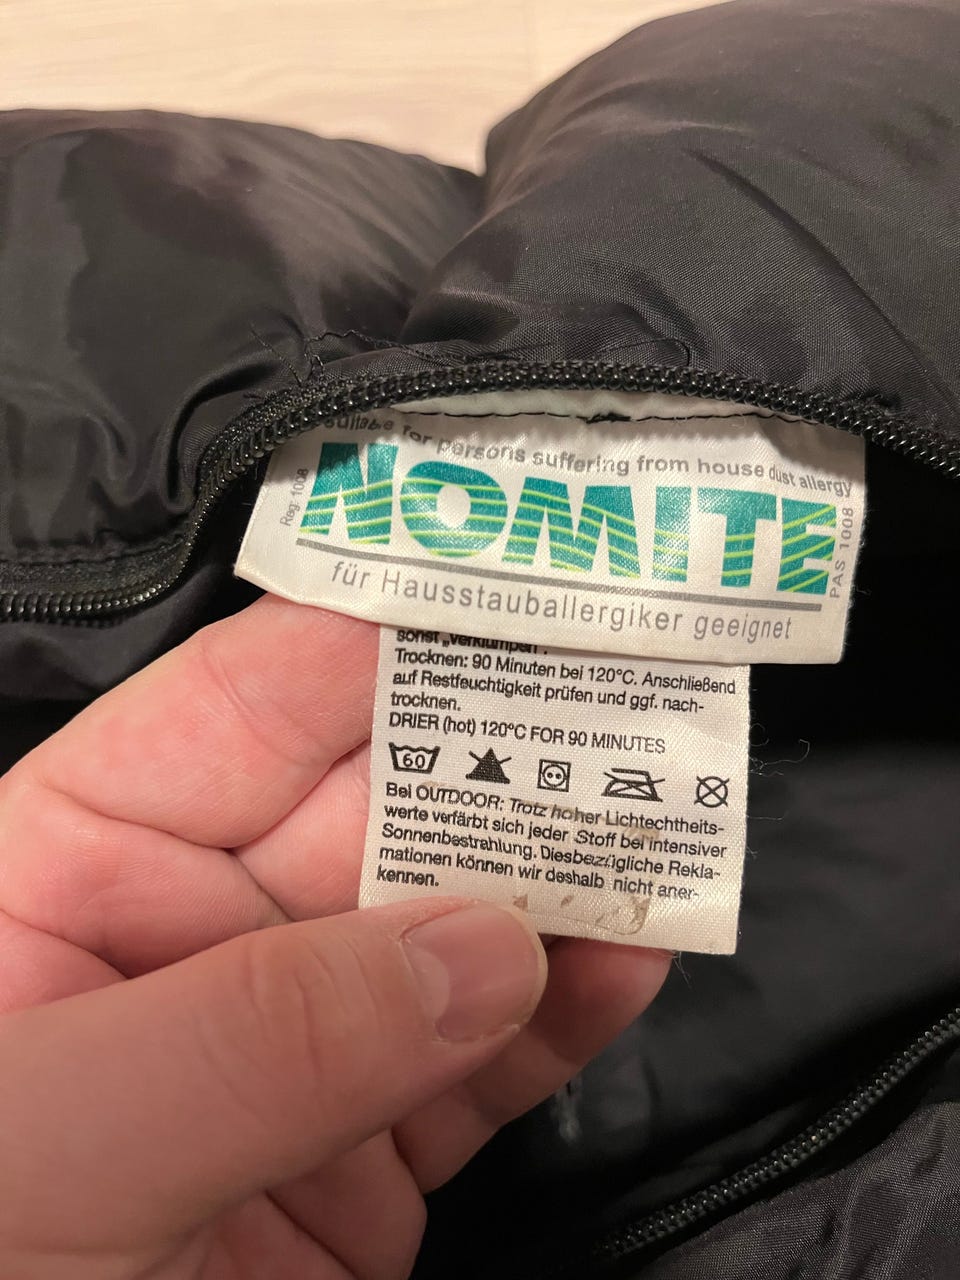 suitable for persons suffering from house dust allergy
Reg: 1008
NOMITE
PAS 1008
für Hausstauballergiker geeignet
sonst „verklumpen".
Trocknen: 90 Minuten bei 120°C. Anschließend
auf Restfeuchtigkeit prüfen und ggf. nach-
trocknen.
DRIER (hot) 120°C FOR 90 MINUTES
60
Bei OUTDOOR: Trotz hoher Lichtechtheits-
werte verfärbt sich jeder Stoff bei intensiver
Sonnenbestrahlung. Diesbezügliche Rekla-
mationen können wir deshalb nicht aner-
kennen.